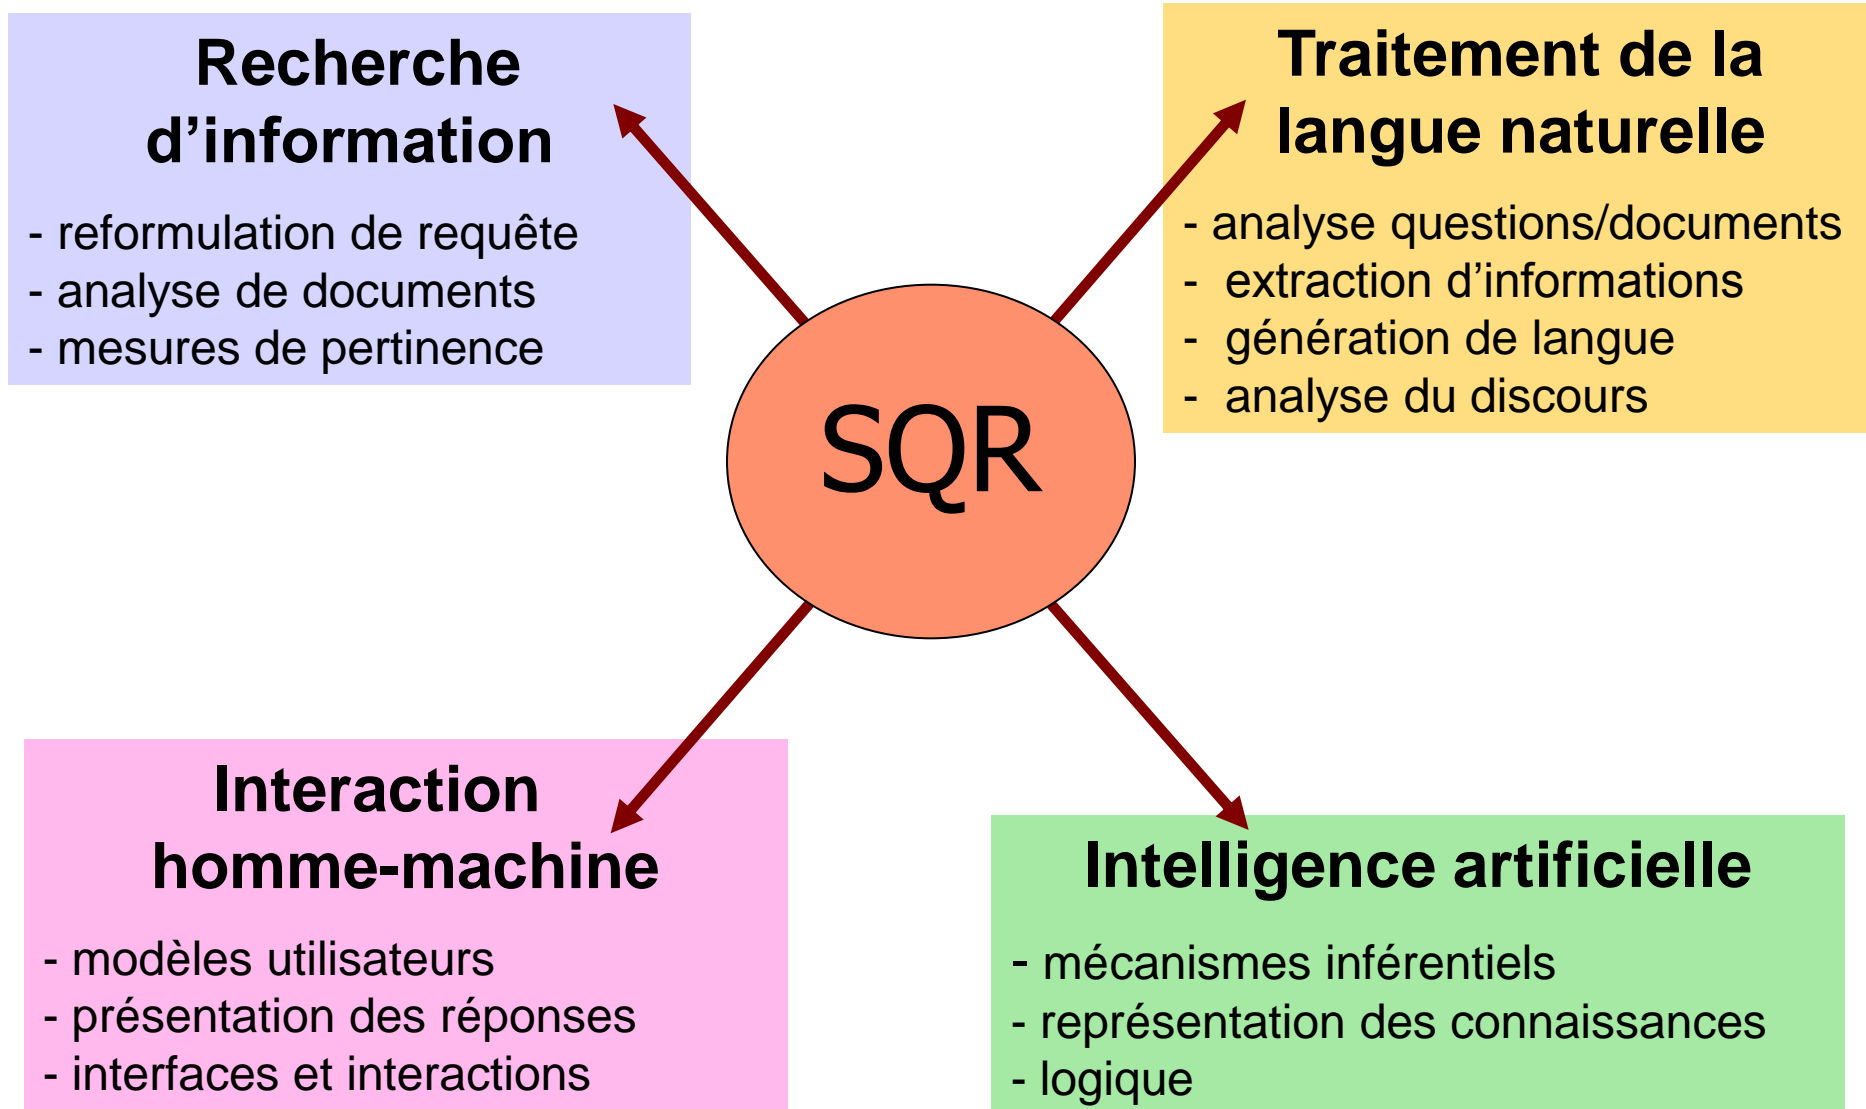 Recherche
d’information
- reformulation de requête
- analyse de documents
- mesures de pertinence
Traitement de la
langue naturelle
- analyse questions/documents
- extraction d’informations
- génération de langue
- analyse du discours
SQR
Interaction
homme-machine
- modèles utilisateurs
- présentation des réponses
- interfaces et interactions
Intelligence artificielle
- mécanismes inférentiels
- représentation des connaissances
- logique